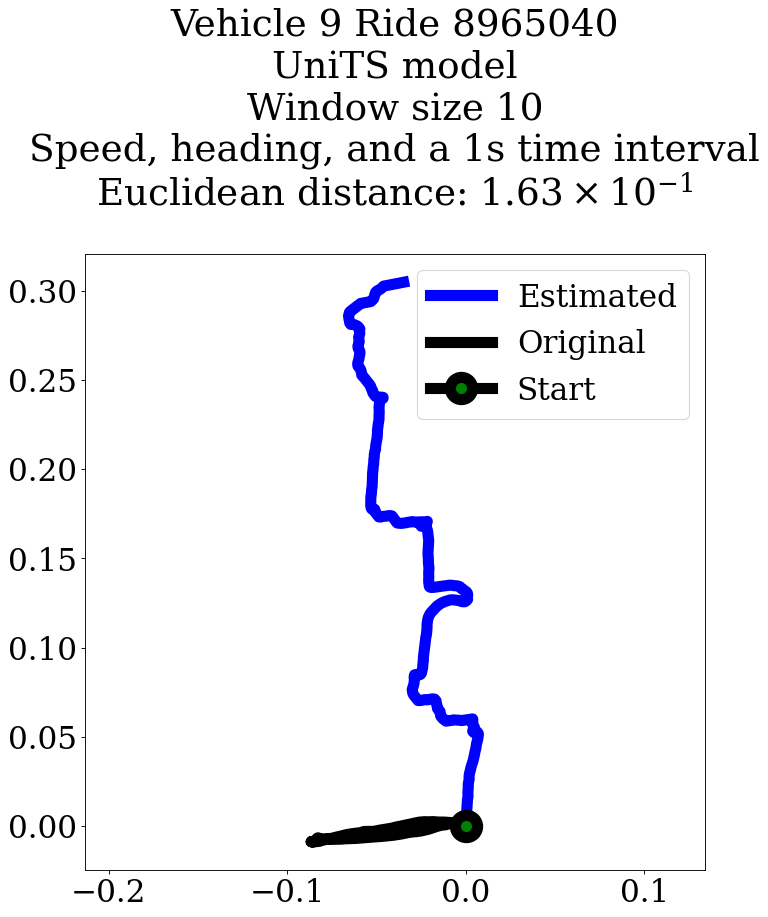 Vehicle 9 Ride 8965040
UniTS model
Window size 10
Speed, heading, and a 1s time interval
Euclidean distance: 1.63 × 10⁻¹
0.30
0.25
0.20
0.15
0.10
0.05
0.00
−0.2
−0.1
0.0
0.1
Estimated
Original
Start